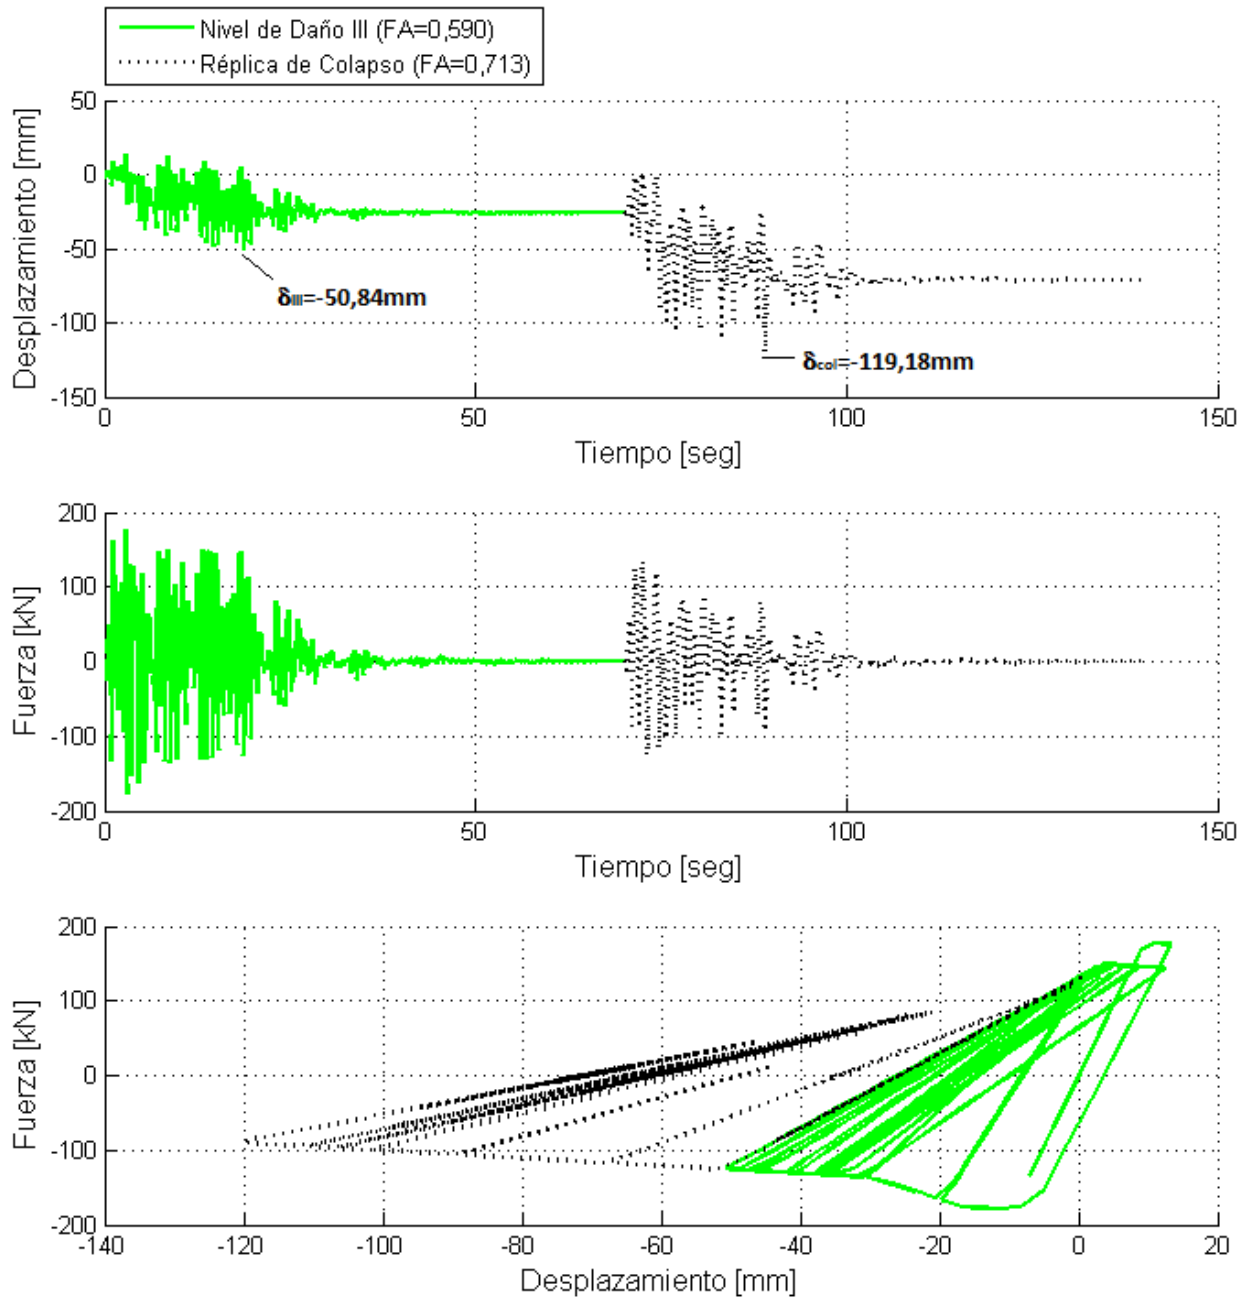 Nivel de Daño III (FA=0,590)
Réplica de Colapso (FA=0,713)
50
0
-50
-100
-150
Desplazamiento [mm]
δIII=-50,84mm
δcol=-119,18mm
0 50 100 150
Tiempo [seg]
200
100
0
-100
-200
Fuerza [kN]
0 50 100 150
Tiempo [seg]
200
100
0
-100
-200
Fuerza [kN]
-140 -120 -100 -80 -60 -40 -20 0 20
Desplazamiento [mm]